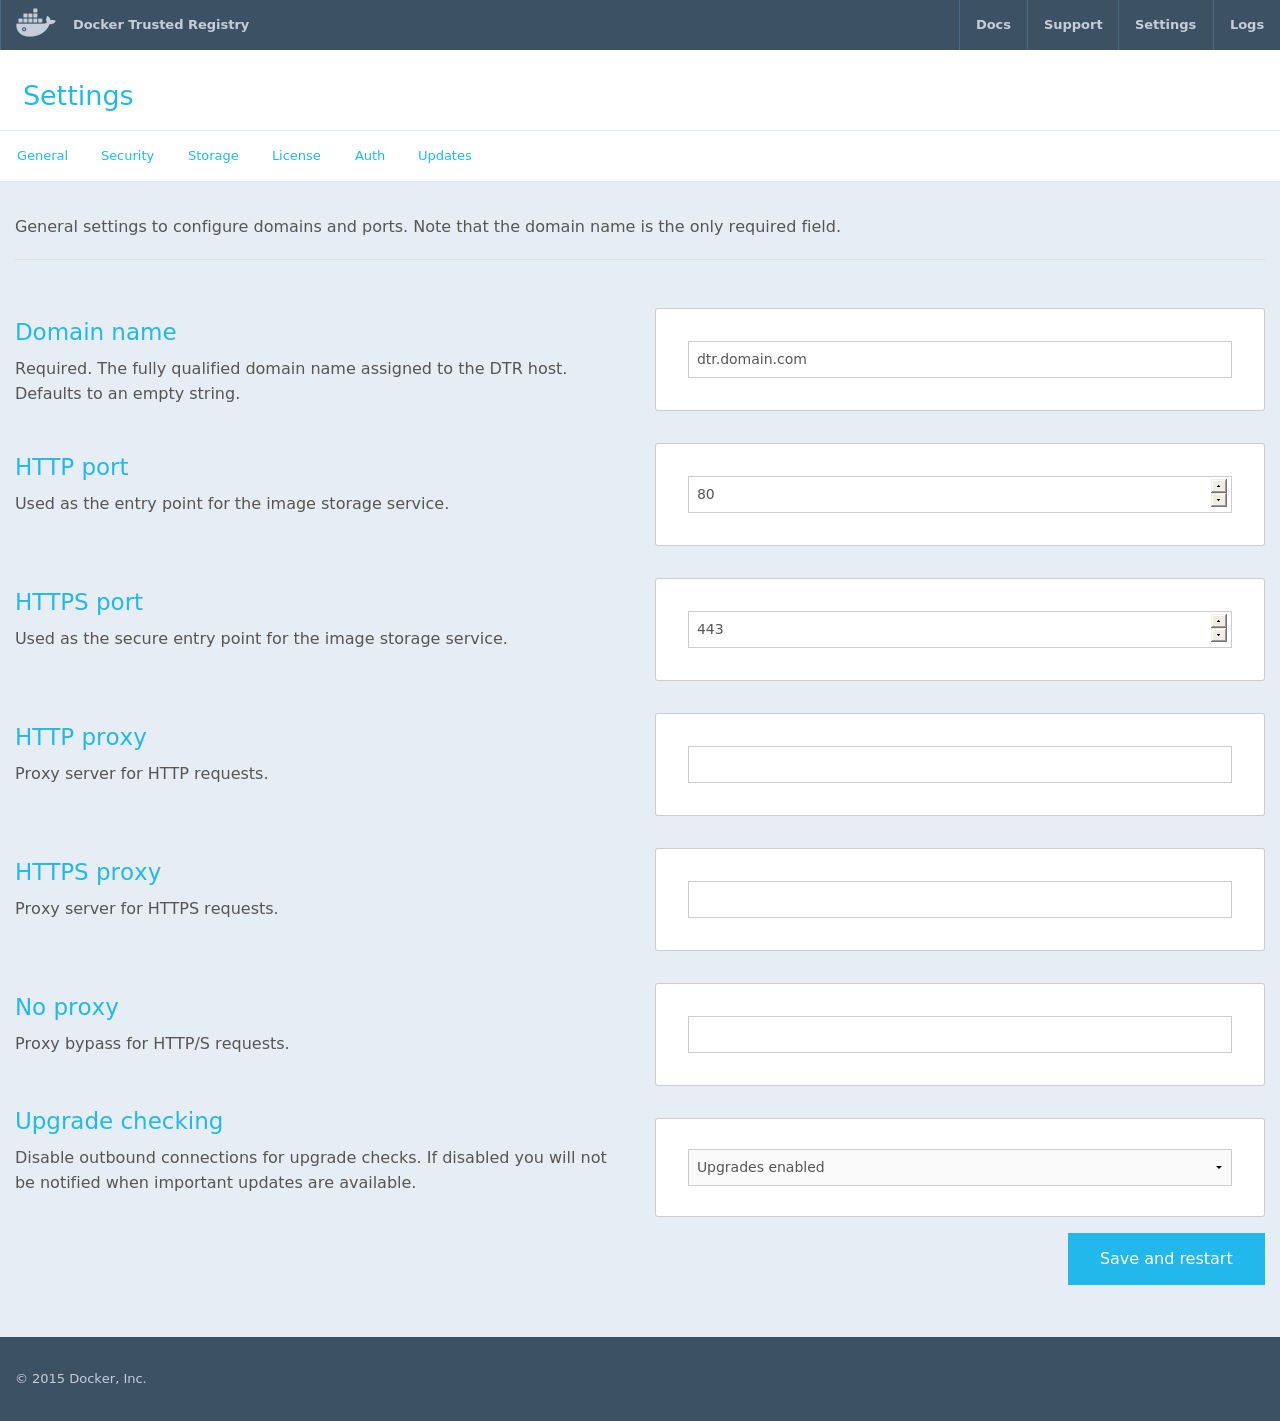 Docker Trusted Registry
Docs
Support
Settings
Logs
Settings
General
Security
Storage
License
Auth
Updates
General settings to configure domains and ports. Note that the domain name is the only required field.
Domain name
Required. The fully qualified domain name assigned to the DTR host.
Defaults to an empty string.
dtr.domain.com
HTTP port
Used as the entry point for the image storage service.
80
HTTPS port
Used as the secure entry point for the image storage service.
443
HTTP proxy
Proxy server for HTTP requests.
HTTPS proxy
Proxy server for HTTPS requests.
No proxy
Proxy bypass for HTTP/S requests.
Upgrade checking
Disable outbound connections for upgrade checks. If disabled you will not
be notified when important updates are available.
Upgrades enabled
Save and restart
© 2015 Docker, Inc.